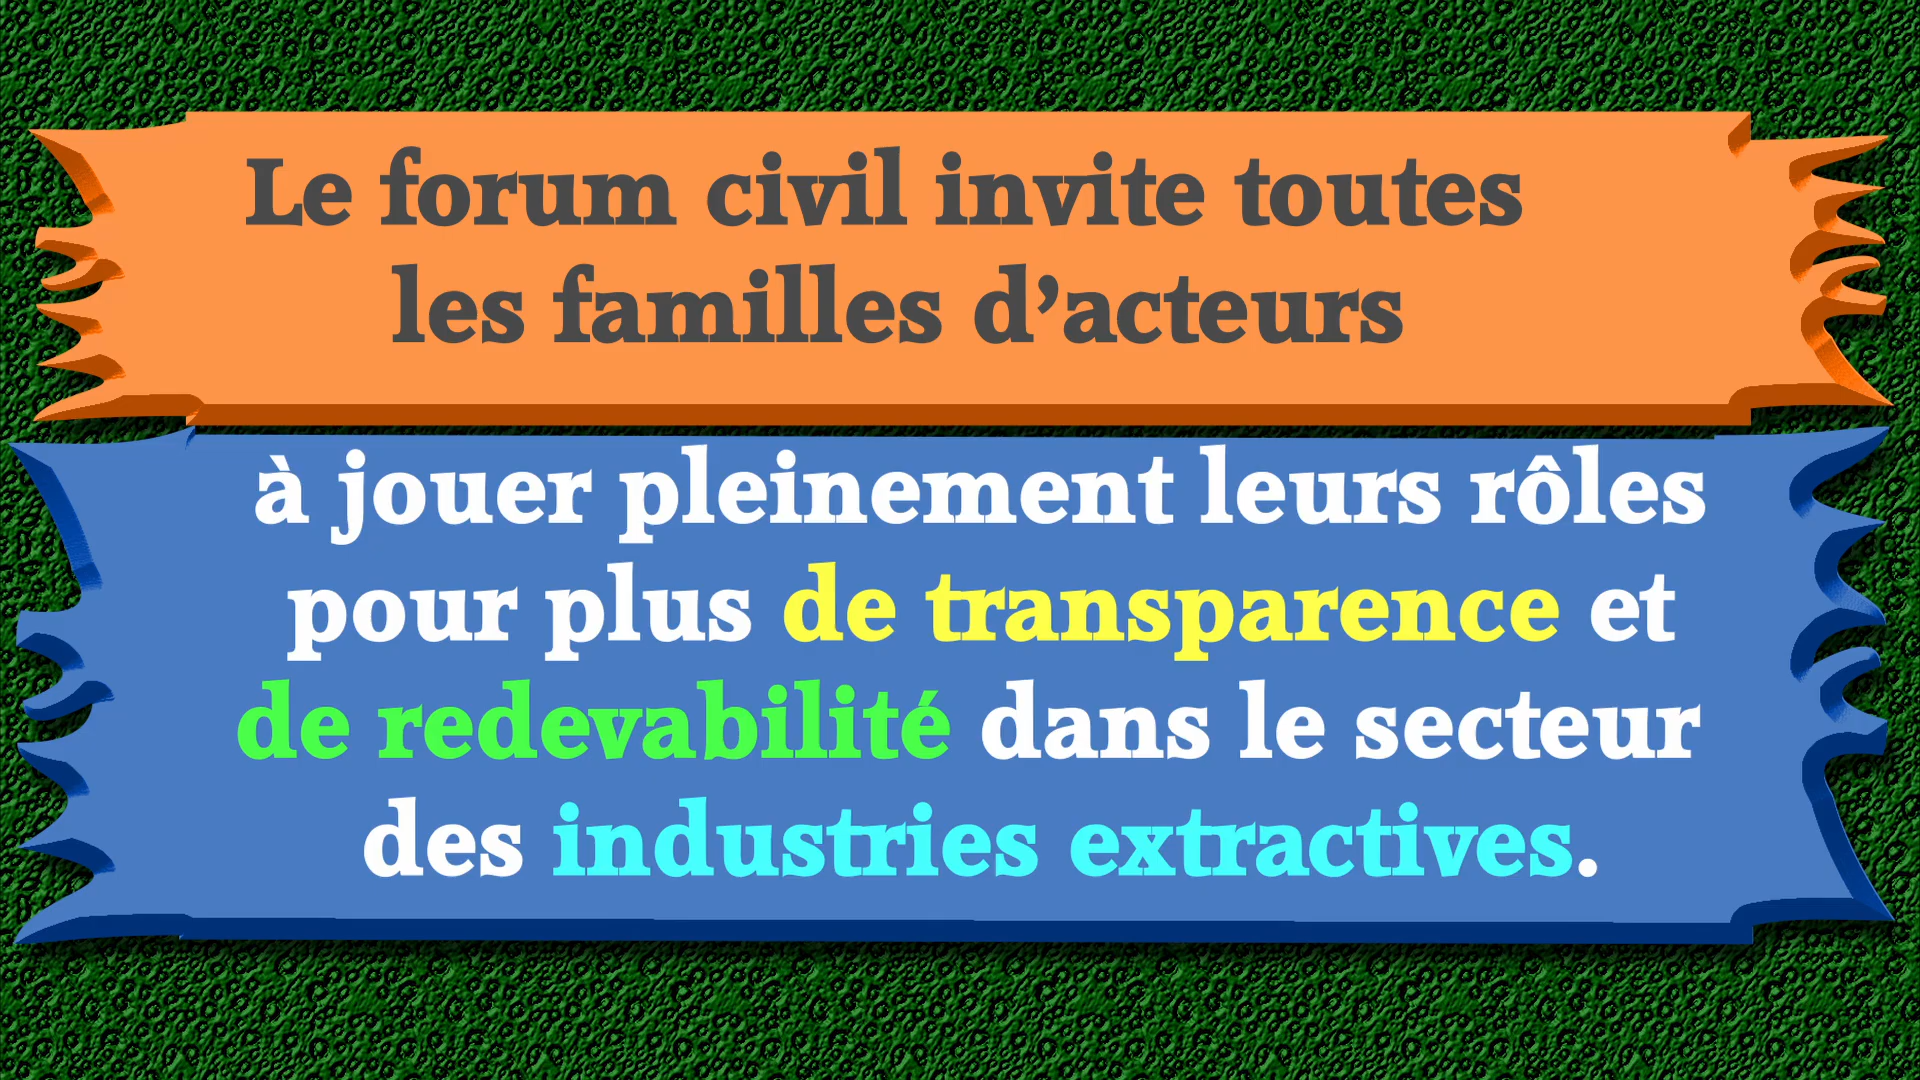 Le forum civil invite toutes
les familles d’acteurs
à jouer pleinement leurs rôles
pour plus de transparence et
de redevabilité dans le secteur
des industries extractives.